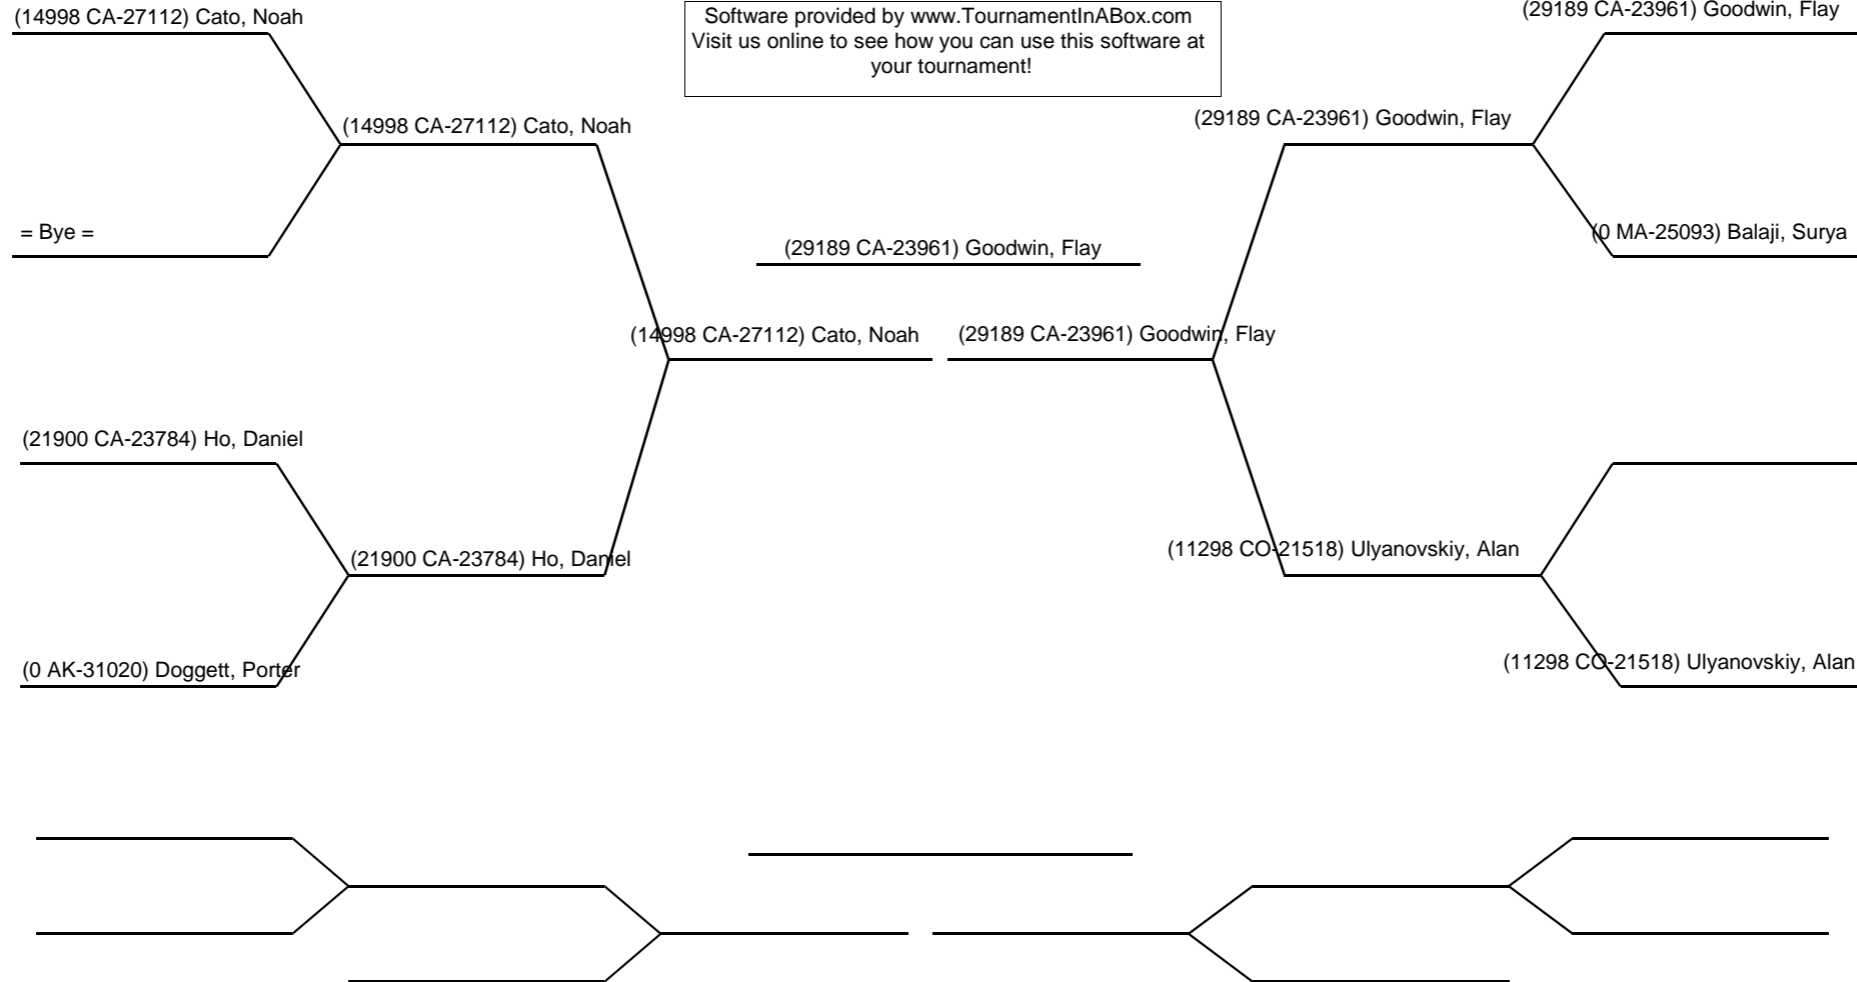 (14998 CA-27112) Cato, Noah
Software provided by www.TournamentInABox.com
Visit us online to see how you can use this software at
your tournament!
(29189 CA-23961) Goodwin, Flay
(14998 CA-27112) Cato, Noah
(29189 CA-23961) Goodwin, Flay
= Bye =
(29189 CA-23961) Goodwin, Flay
(0 MA-25093) Balaji, Surya
(14998 CA-27112) Cato, Noah
(29189 CA-23961) Goodwin, Flay
(21900 CA-23784) Ho, Daniel
(21900 CA-23784) Ho, Daniel
(11298 CO-21518) Ulyanovskiy, Alan
(0 AK-31020) Doggett, Porter
(11298 CO-21518) Ulyanovskiy, Alan